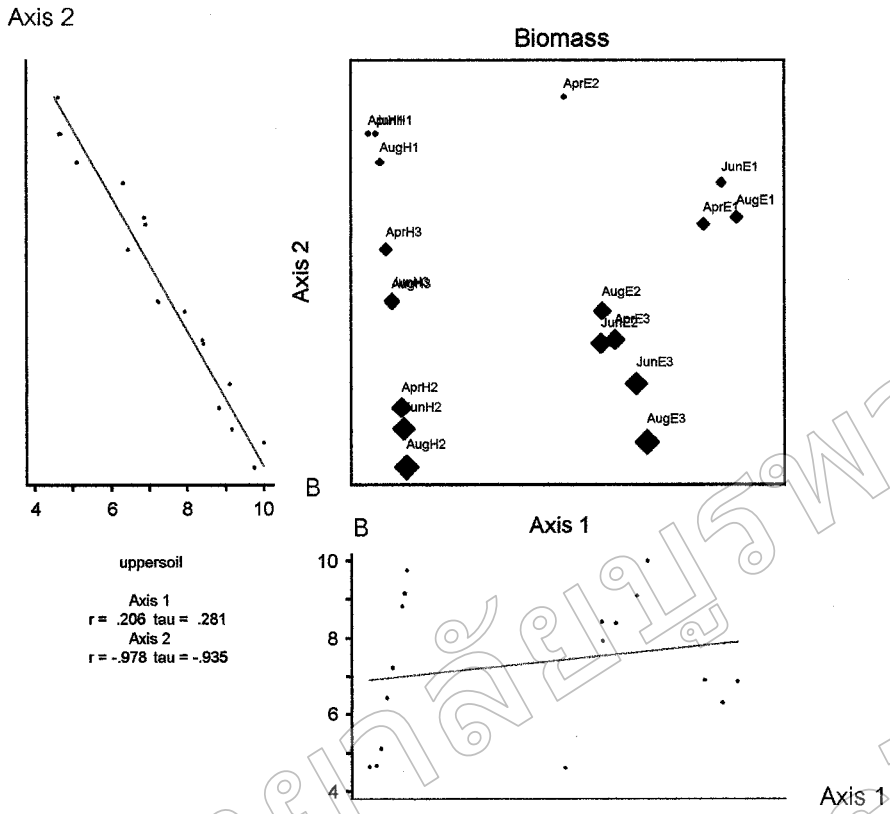 Axis 2
Biomass
AprE2
AugH1
JunE1
AprE1
AugE1
AprH3
Axis 2
AugE2
JunE2
AprE3
JunE3
AprH2
JunH2
AugE3
AugH2
4
6
8
10
B
B
Axis 1
uppersoil
Axis 1
r = .206 tau = .281
Axis 2
r = -.978 tau = -.935
10
8
6
4
Axis 1